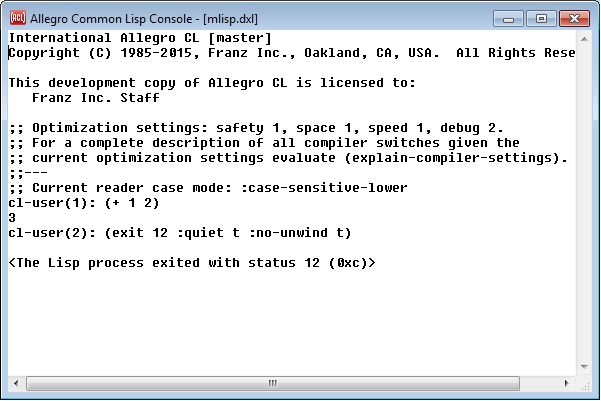 ACL Allegro Common Lisp Console - [mlisp.dxl]
International Allegro CL [master]
Copyright (C) 1985-2015, Franz Inc., Oakland, CA, USA.  All Rights Rese
This development copy of Allegro CL is licensed to:
   Franz Inc. Staff
;; Optimization settings: safety 1, space 1, speed 1, debug 2.
;; For a complete description of all compiler switches given the
;; current optimization settings evaluate (explain-compiler-settings).
;;---
;; Current reader case mode: :case-sensitive-lower
cl-user(1): (+ 1 2)
3
cl-user(2): (exit 12 :quiet t :no-unwind t)
<The Lisp process exited with status 12 (0xc)>